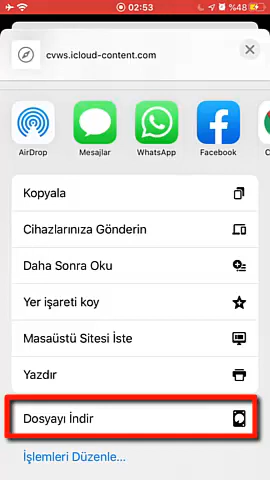 02:53
%48
cvws.icloud-content.com
AirDrop
Mesajlar
WhatsApp
Facebook
Kopyala
Cihazlarınıza Gönderin
Daha Sonra Oku
Yer işareti koy
Masaüstü Sitesi İste
Yazdır
Dosyayı İndir
İşlemleri Düzenle...